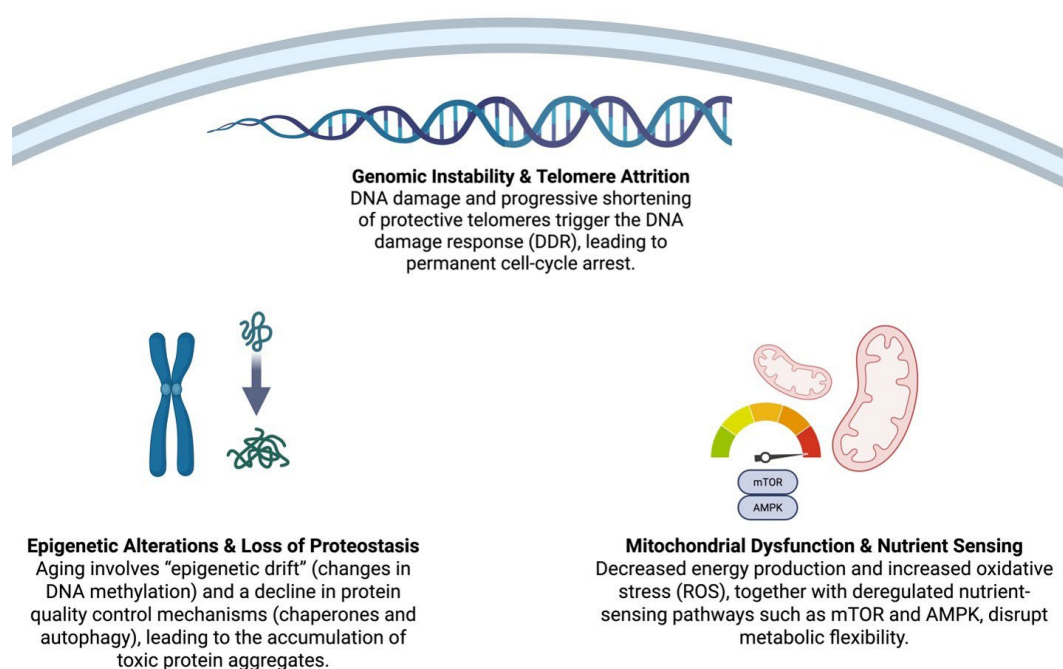 Genomic Instability & Telomere Attrition
DNA damage and progressive shortening
of protective telomeres trigger the DNA
damage response (DDR), leading to
permanent cell-cycle arrest.
mTOR
AMPK
Epigenetic Alterations & Loss of Proteostasis
Aging involves “epigenetic drift” (changes in
DNA methylation) and a decline in protein
quality control mechanisms (chaperones and
autophagy), leading to the accumulation of
toxic protein aggregates.
Mitochondrial Dysfunction & Nutrient Sensing
Decreased energy production and increased oxidative
stress (ROS), together with deregulated nutrient-
sensing pathways such as mTOR and AMPK, disrupt
metabolic flexibility.